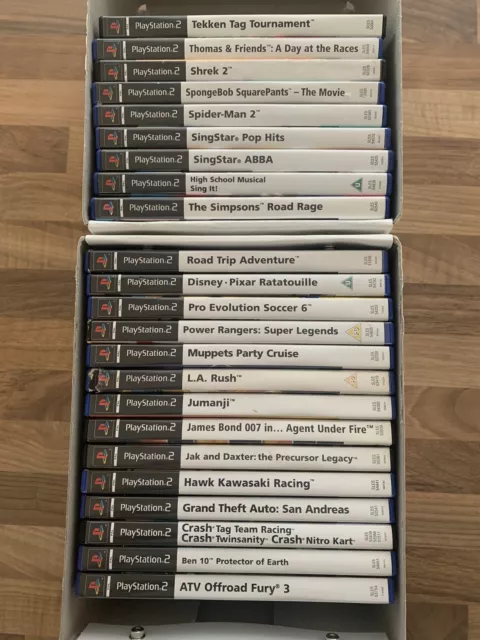 PlayStation.2 Tekken Tag Tournament™
PlayStation.2 Thomas & Friends™: A Day at the Races
PlayStation.2 Shrek 2™
PlayStation.2 SpongeBob SquarePants™ – The Movie
PlayStation.2 Spider-Man 2™
PlayStation.2 SingStar® Pop Hits
PlayStation.2 SingStar® ABBA
PlayStation.2 High School Musical
Sing It!
PlayStation.2 The Simpsons™ Road Rage
PlayStation.2 Road Trip Adventure™
PlayStation.2 Disney·Pixar Ratatouille
PlayStation.2 Pro Evolution Soccer 6™
PlayStation.2 Power Rangers: Super Legends
PlayStation.2 Muppets Party Cruise
PlayStation.2 L.A. Rush™
PlayStation.2 Jumanji™
PlayStation.2 James Bond 007 in... Agent Under Fire™
PlayStation.2 Jak and Daxter: the Precursor Legacy™
PlayStation.2 Hawk Kawasaki Racing™
PlayStation.2 Grand Theft Auto: San Andreas
PlayStation.2 Crash Tag Team Racing™
Crash Twinsanity™ Crash Nitro Kart™
PlayStation.2 Ben 10™ Protector of Earth
PlayStation.2 ATV Offroad Fury® 3